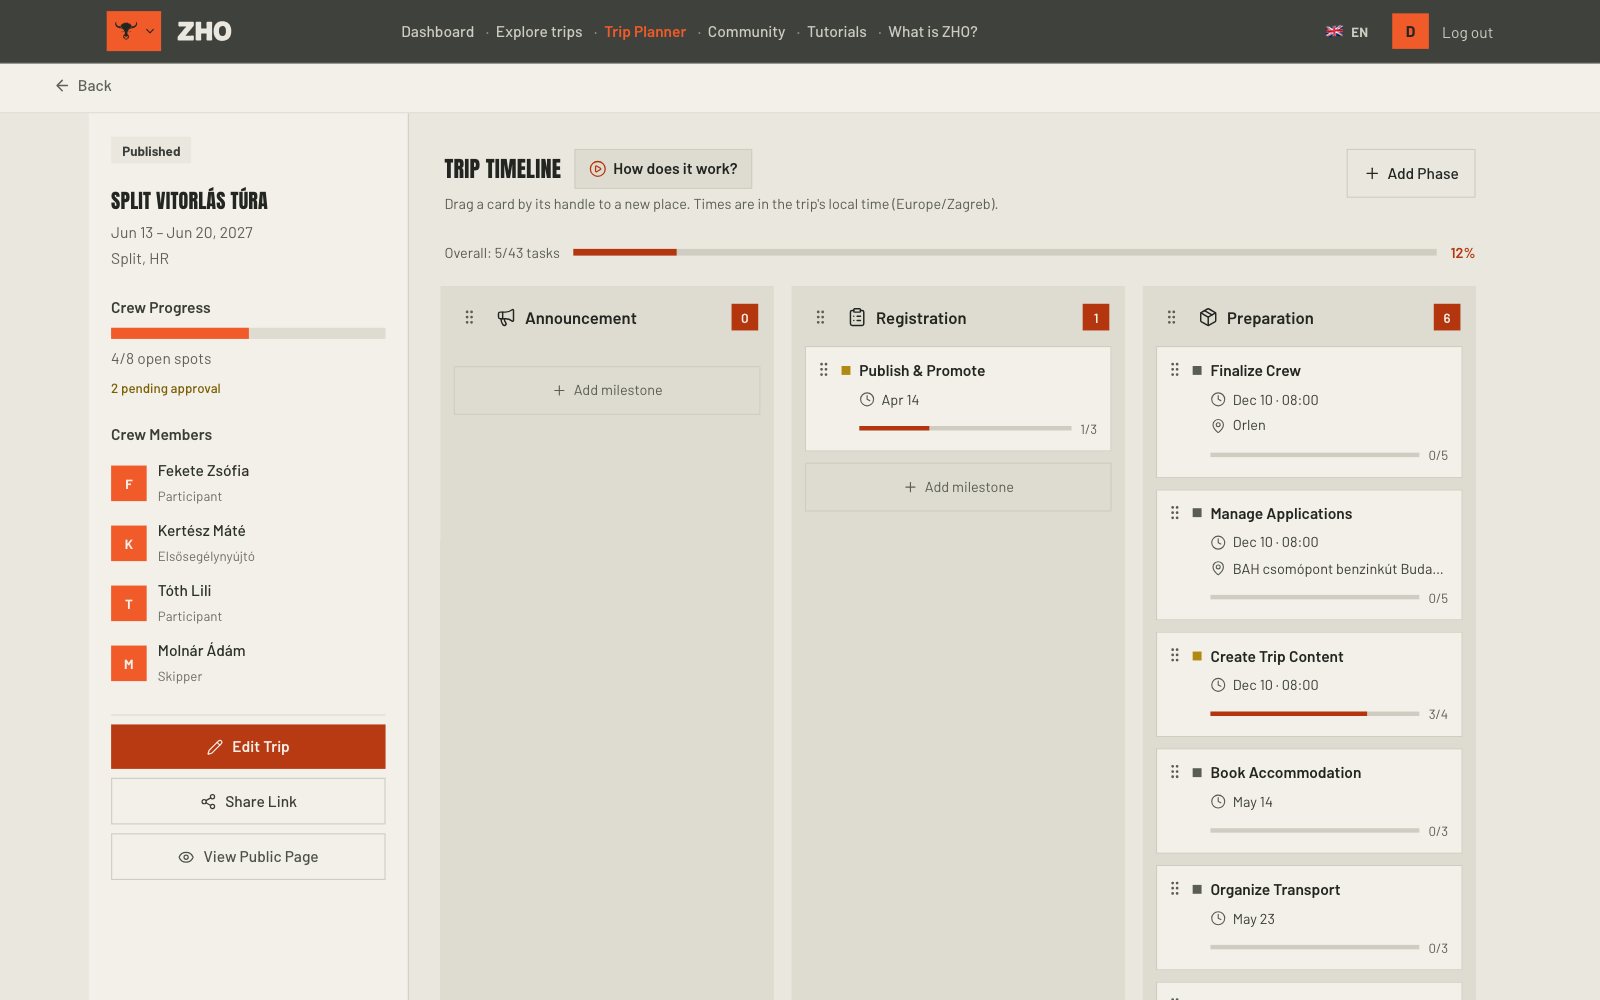 ZHO
Dashboard · Explore trips · Trip Planner · Community · Tutorials · What is ZHO?
EN
D
Log out
Back
Published
SPLIT VITORLÁS TÚRA
Jun 13 – Jun 20, 2027
Split, HR
Crew Progress
4/8 open spots
2 pending approval
Crew Members
F
Fekete Zsófia
Participant
K
Kertész Máté
Elsősegélynyújtó
T
Tóth Lili
Participant
M
Molnár Ádám
Skipper
Edit Trip
Share Link
View Public Page
TRIP TIMELINE
How does it work?
Drag a card by its handle to a new place. Times are in the trip's local time (Europe/Zagreb).
Add Phase
Overall: 5/43 tasks
12%
Announcement
0
Add milestone
Registration
1
Publish & Promote
Apr 14
1/3
Add milestone
Preparation
6
Finalize Crew
Dec 10 · 08:00
Orlen
0/5
Manage Applications
Dec 10 · 08:00
BAH csomópont benzinkút Buda...
0/5
Create Trip Content
Dec 10 · 08:00
3/4
Book Accommodation
May 14
0/3
Organize Transport
May 23
0/3